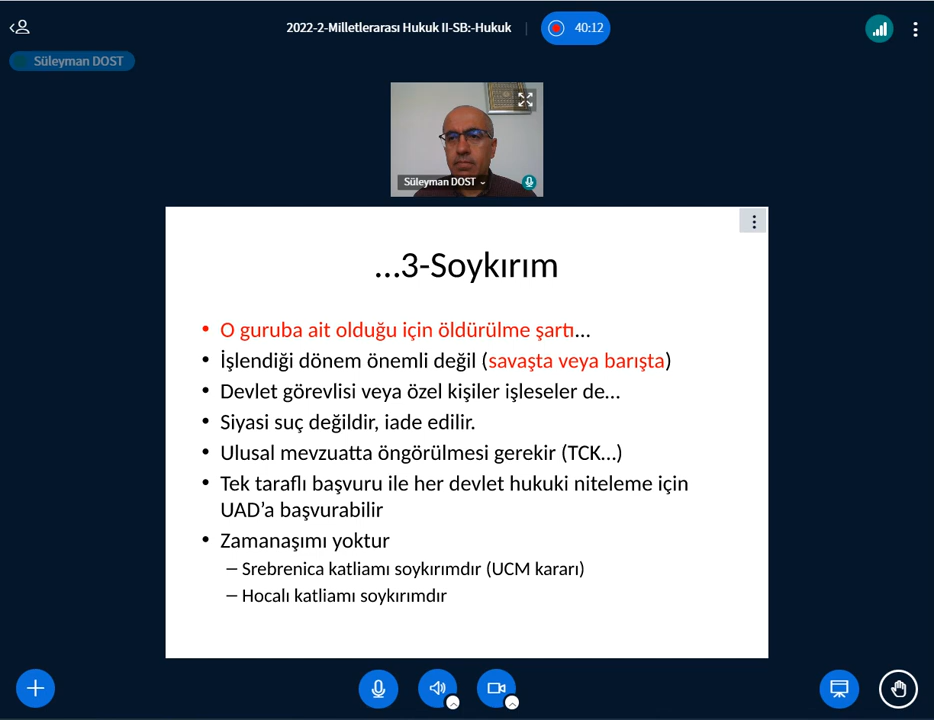 2022-2-Milletlerarası Hukuk II-SB:-Hukuk
40:12
Süleyman DOST
Süleyman DOST
...3-Soykırım
• O guruba ait olduğu için öldürülme şartı...
• İşlendiği dönem önemli değil (savaşta veya barışta)
• Devlet görevlisi veya özel kişiler işleseler de...
• Siyasi suç değildir, iade edilir.
• Ulusal mevzuatta öngörülmesi gerekir (TCK...)
• Tek taraflı başvuru ile her devlet hukuki niteleme için
UAD'a başvurabilir
• Zamanaşımı yoktur
– Srebrenica katliamı soykırımdır (UCM kararı)
– Hocalı katliamı soykırımdır